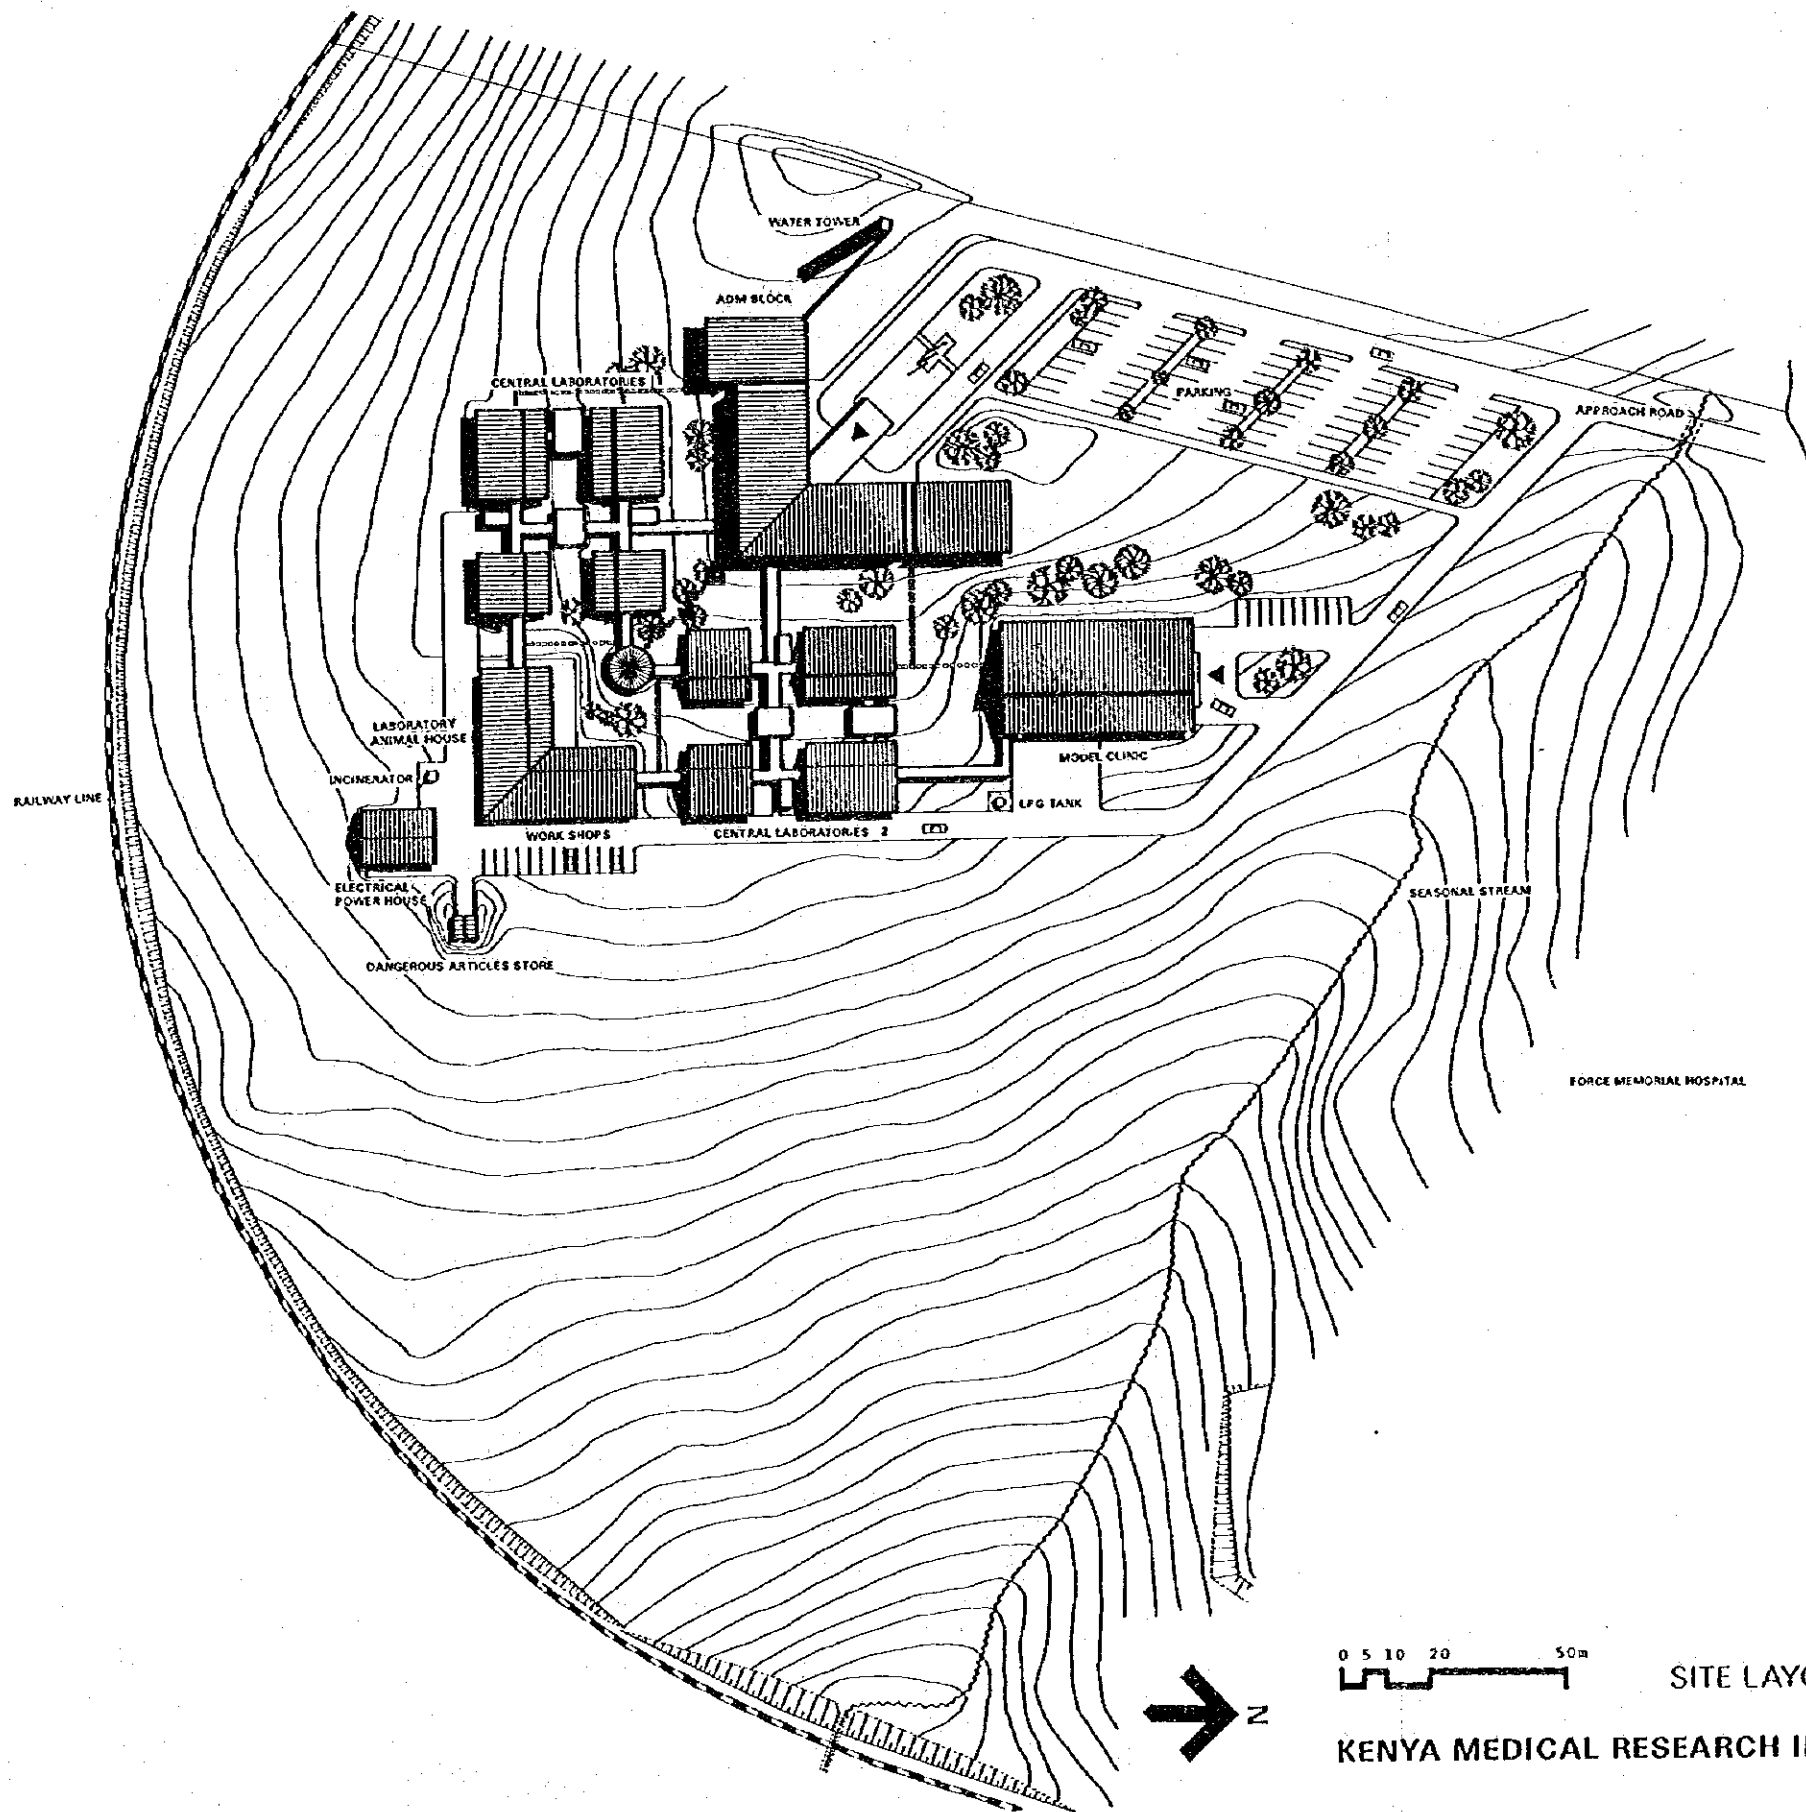 WATER TOWER
ADM BLOCK
CENTRAL LABORATORIES 1
PARKING
APPROACH ROAD
LABORATORY
ANIMAL HOUSE
INCINERATOR
MODEL CLINIC
RAILWAY LINE
LPG TANK
WORK SHOPS
CENTRAL LABORATORIES 2
ELECTRICAL
POWER HOUSE
SEASONAL STREAM
DANGEROUS ARTICLES STORE
FORCE MEMORIAL HOSPITAL
0 5 10 20 50m
SITE LAYO
N
KENYA MEDICAL RESEARCH I